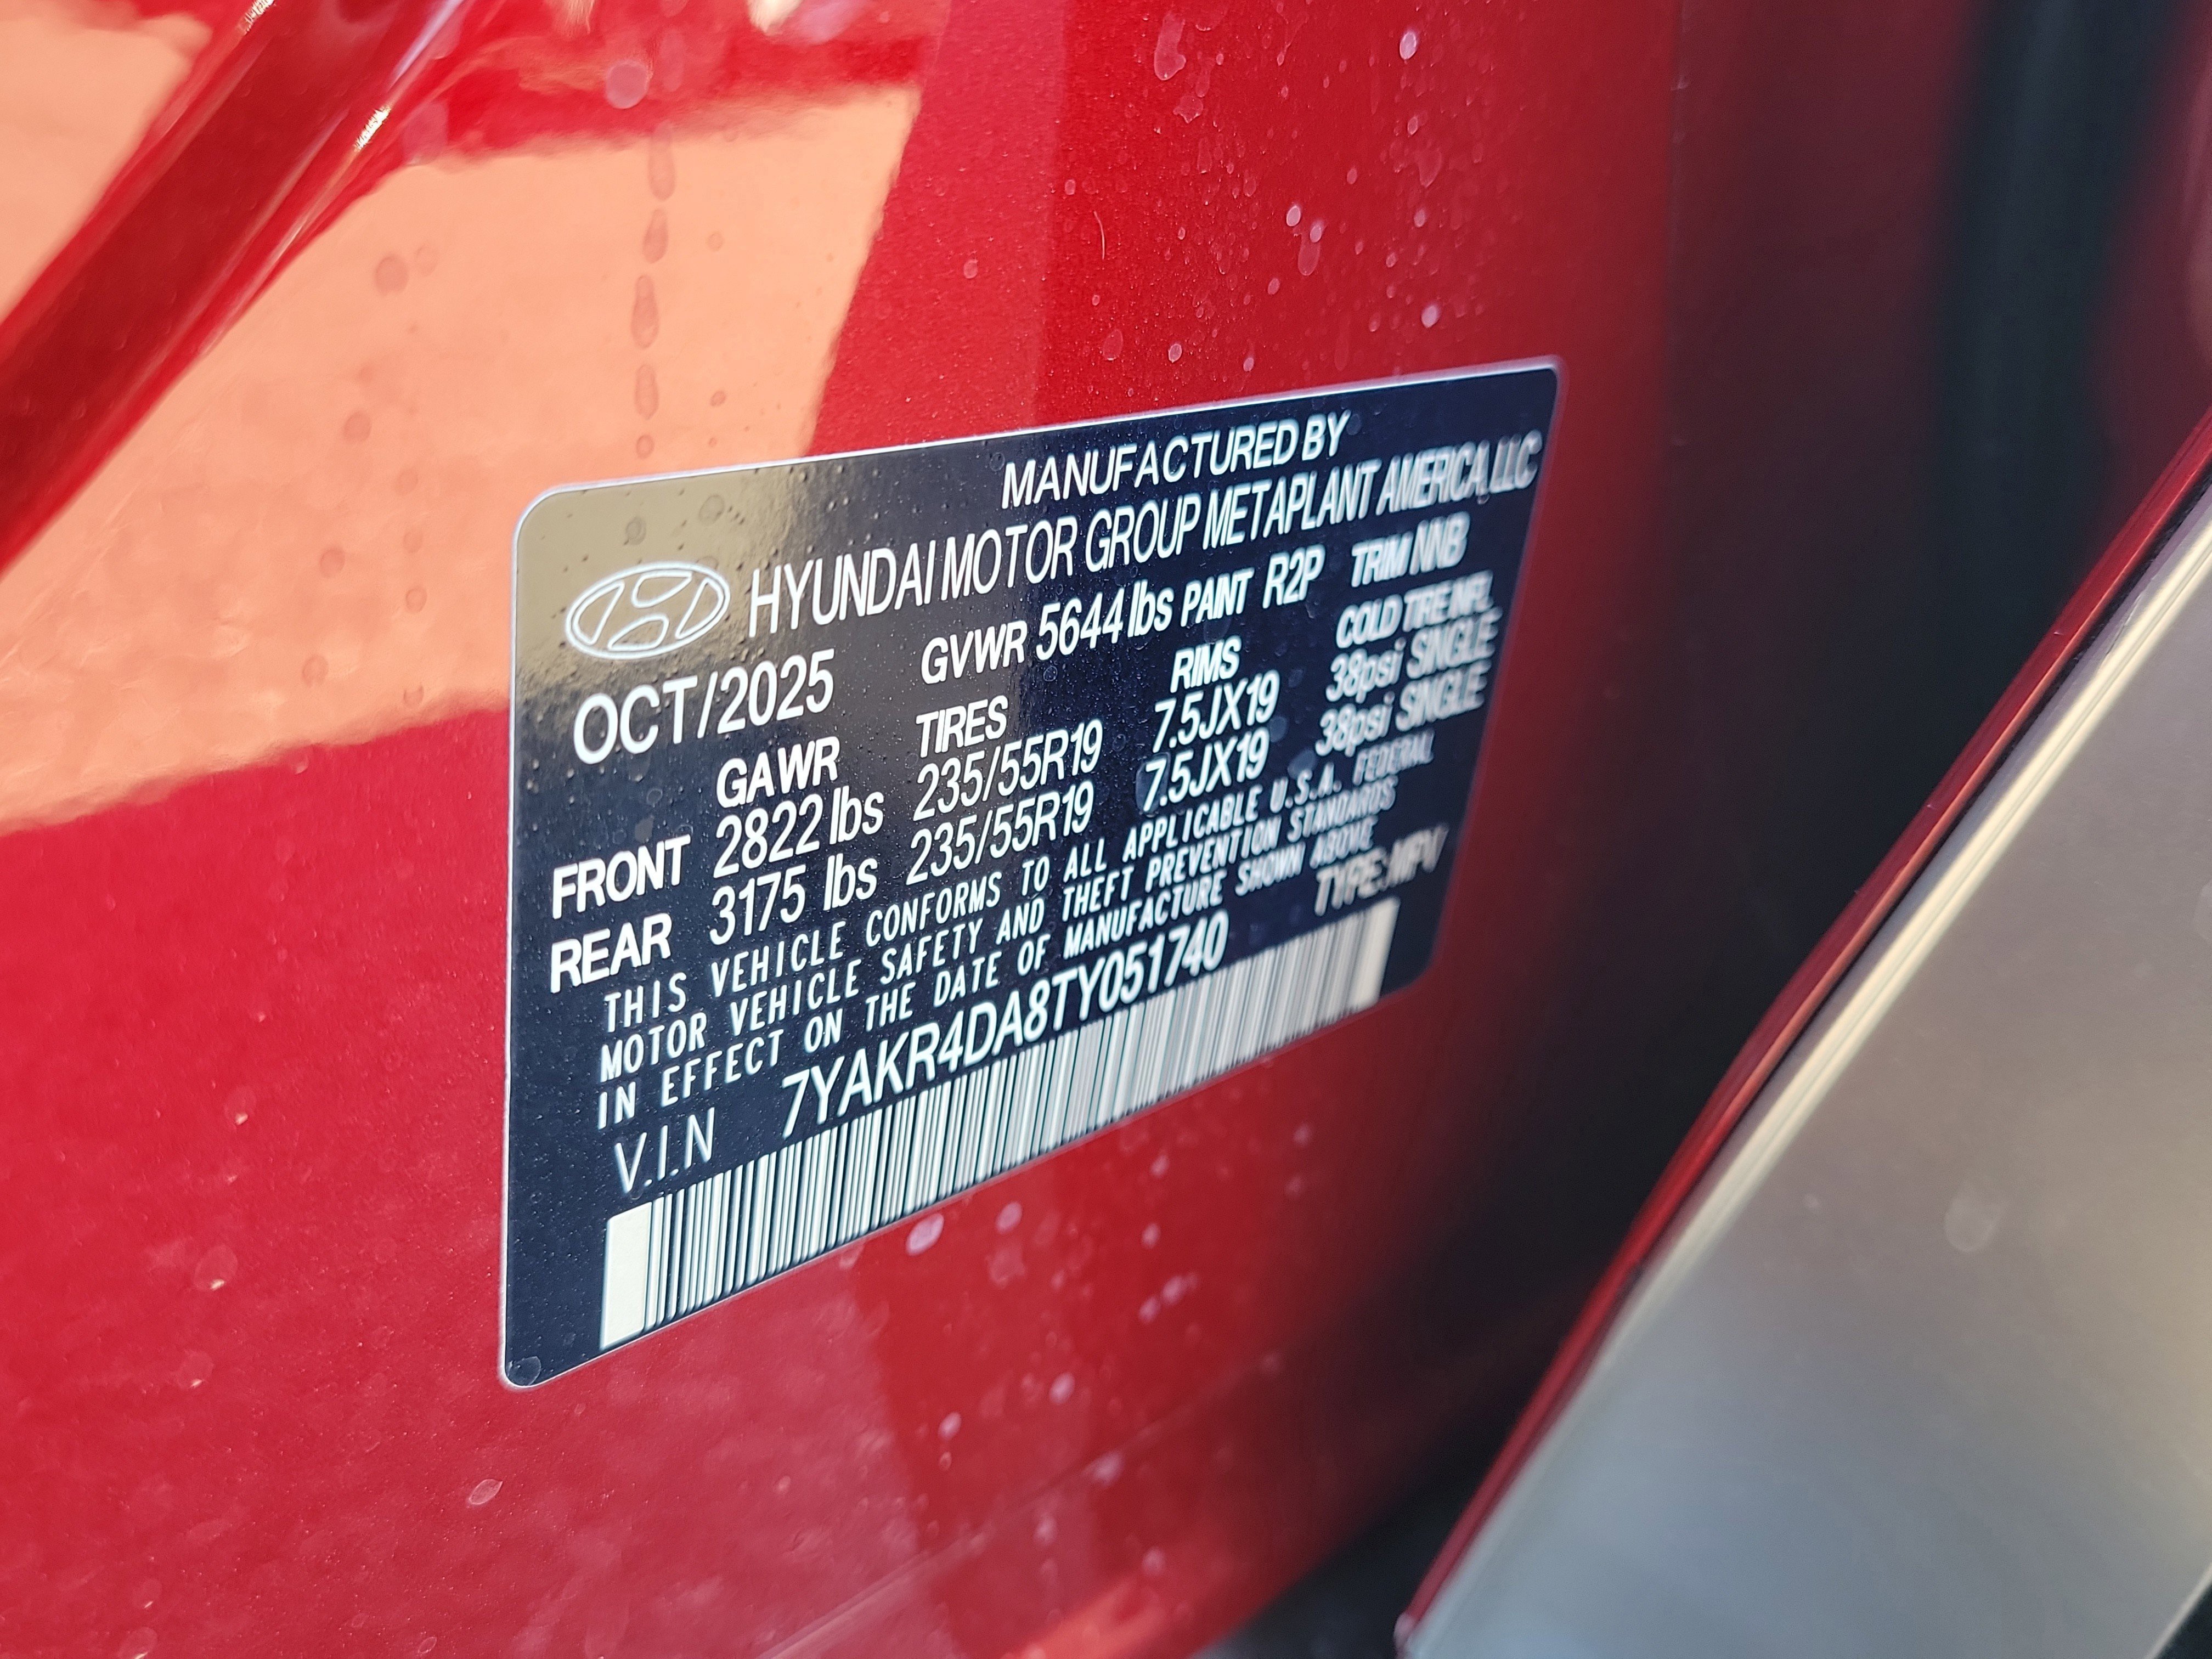 MANUFACTURED BY
HYUNDAI MOTOR GROUP METAPLANT AMERICA, LLC
OCT/2025 GVWR 5644 lbs PAINT R2P TRIM NNB
GAWR TIRES RIMS COLD TIRE INFL.
FRONT 2822 lbs 235/55R19 7.5JX19 38psi SINGLE
REAR 3175 lbs 235/55R19 7.5JX19 38psi SINGLE
THIS VEHICLE CONFORMS TO ALL APPLICABLE U.S.A. FEDERAL
MOTOR VEHICLE SAFETY AND THEFT PREVENTION STANDARDS
IN EFFECT ON THE DATE OF MANUFACTURE SHOWN ABOVE
V.I.N 7YAKR4DA8TY051740 TYPE:MPV